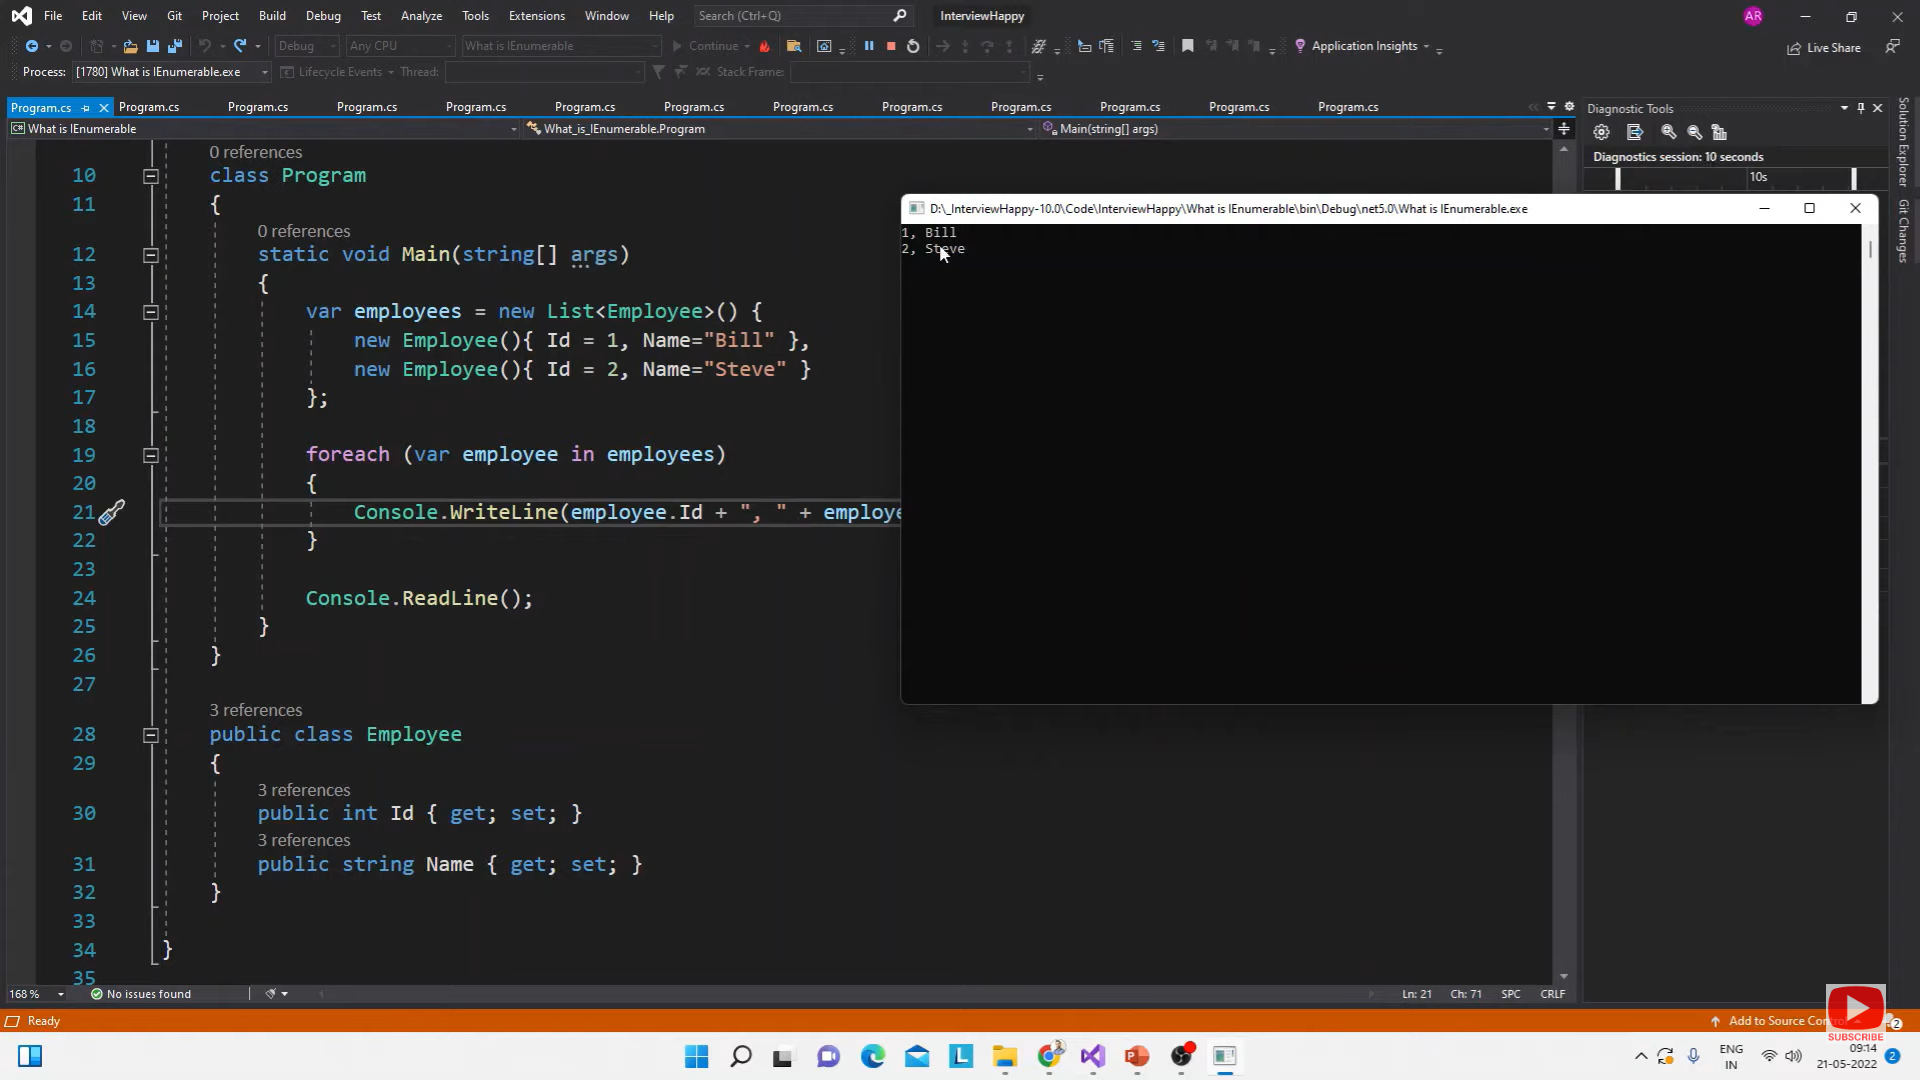 File Edit View Git Project Build Debug Test Analyze Tools Extensions Window Help Search (Ctrl+Q) InterviewHappy AR
Debug Any CPU What is IEnumerable Continue Application Insights Live Share
Process: [1780] What is IEnumerable.exe Lifecycle Events Thread: Stack Frame:
Program.cs Program.cs Program.cs Program.cs Program.cs Program.cs Program.cs Program.cs Program.cs Program.cs Program.cs Program.cs Program.cs
What is IEnumerable What_is_IEnumerable.Program Main(string[] args)
0 references
10 class Program
11 {
0 references
12 static void Main(string[] args)
13 {
14 var employees = new List<Employee>() {
15 new Employee(){ Id = 1, Name="Bill" },
16 new Employee(){ Id = 2, Name="Steve" }
17 };
18
19 foreach (var employee in employees)
20 {
21 Console.WriteLine(employee.Id + ", " + employe
22 }
23
24 Console.ReadLine();
25 }
26 }
27
3 references
28 public class Employee
29 {
3 references
30 public int Id { get; set; }
3 references
31 public string Name { get; set; }
32 }
33
34 }
35
Diagnostic Tools
Diagnostics session: 10 seconds
10s
Solution Explorer
Git Changes
D:\_InterviewHappy-10.0\Code\InterviewHappy\What is IEnumerable\bin\Debug\net5.0\What is IEnumerable.exe
1, Bill
2, Steve
168 % No issues found Ln: 21 Ch: 71 SPC CRLF
Ready Add to Source Contro 2
SUBSCRIBE
L
ENG
IN
09:14
21-05-2022
2